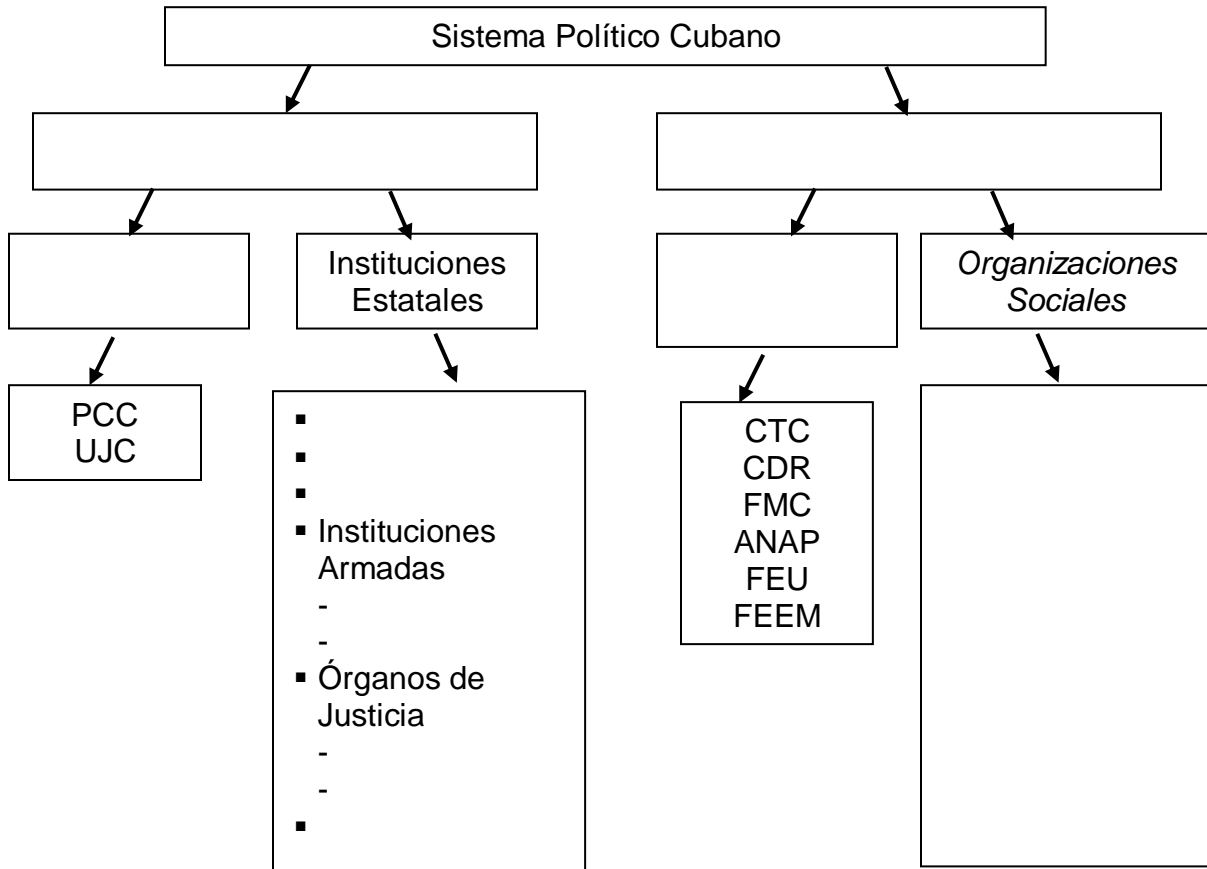 Sistema Político Cubano
Instituciones
Estatales
Organizaciones
Sociales
PCC
UJC
▪
▪
▪
▪ Instituciones
Armadas
-
-
▪ Órganos de
Justicia
-
-
▪
CTC
CDR
FMC
ANAP
FEU
FEEM